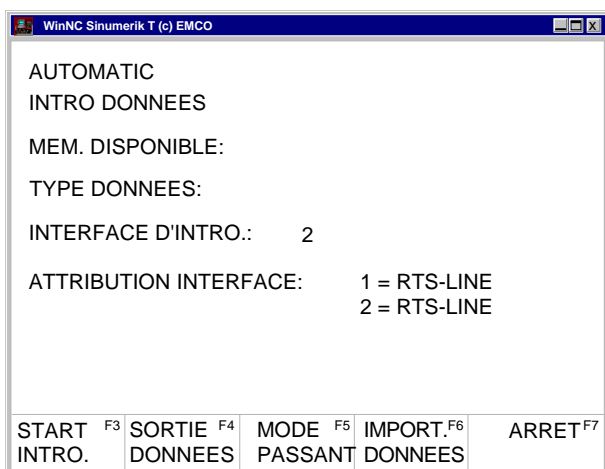 WinNC Sinumerik T (c) EMCO
AUTOMATIC
INTRO DONNEES
MEM. DISPONIBLE:
TYPE DONNEES:
INTERFACE D'INTRO.: 2
ATTRIBUTION INTERFACE: 1 = RTS-LINE
2 = RTS-LINE
START F3 SORTIE F4 MODE F5 IMPORT. F6 ARRET F7
INTRO. DONNEES PASSANT DONNEES